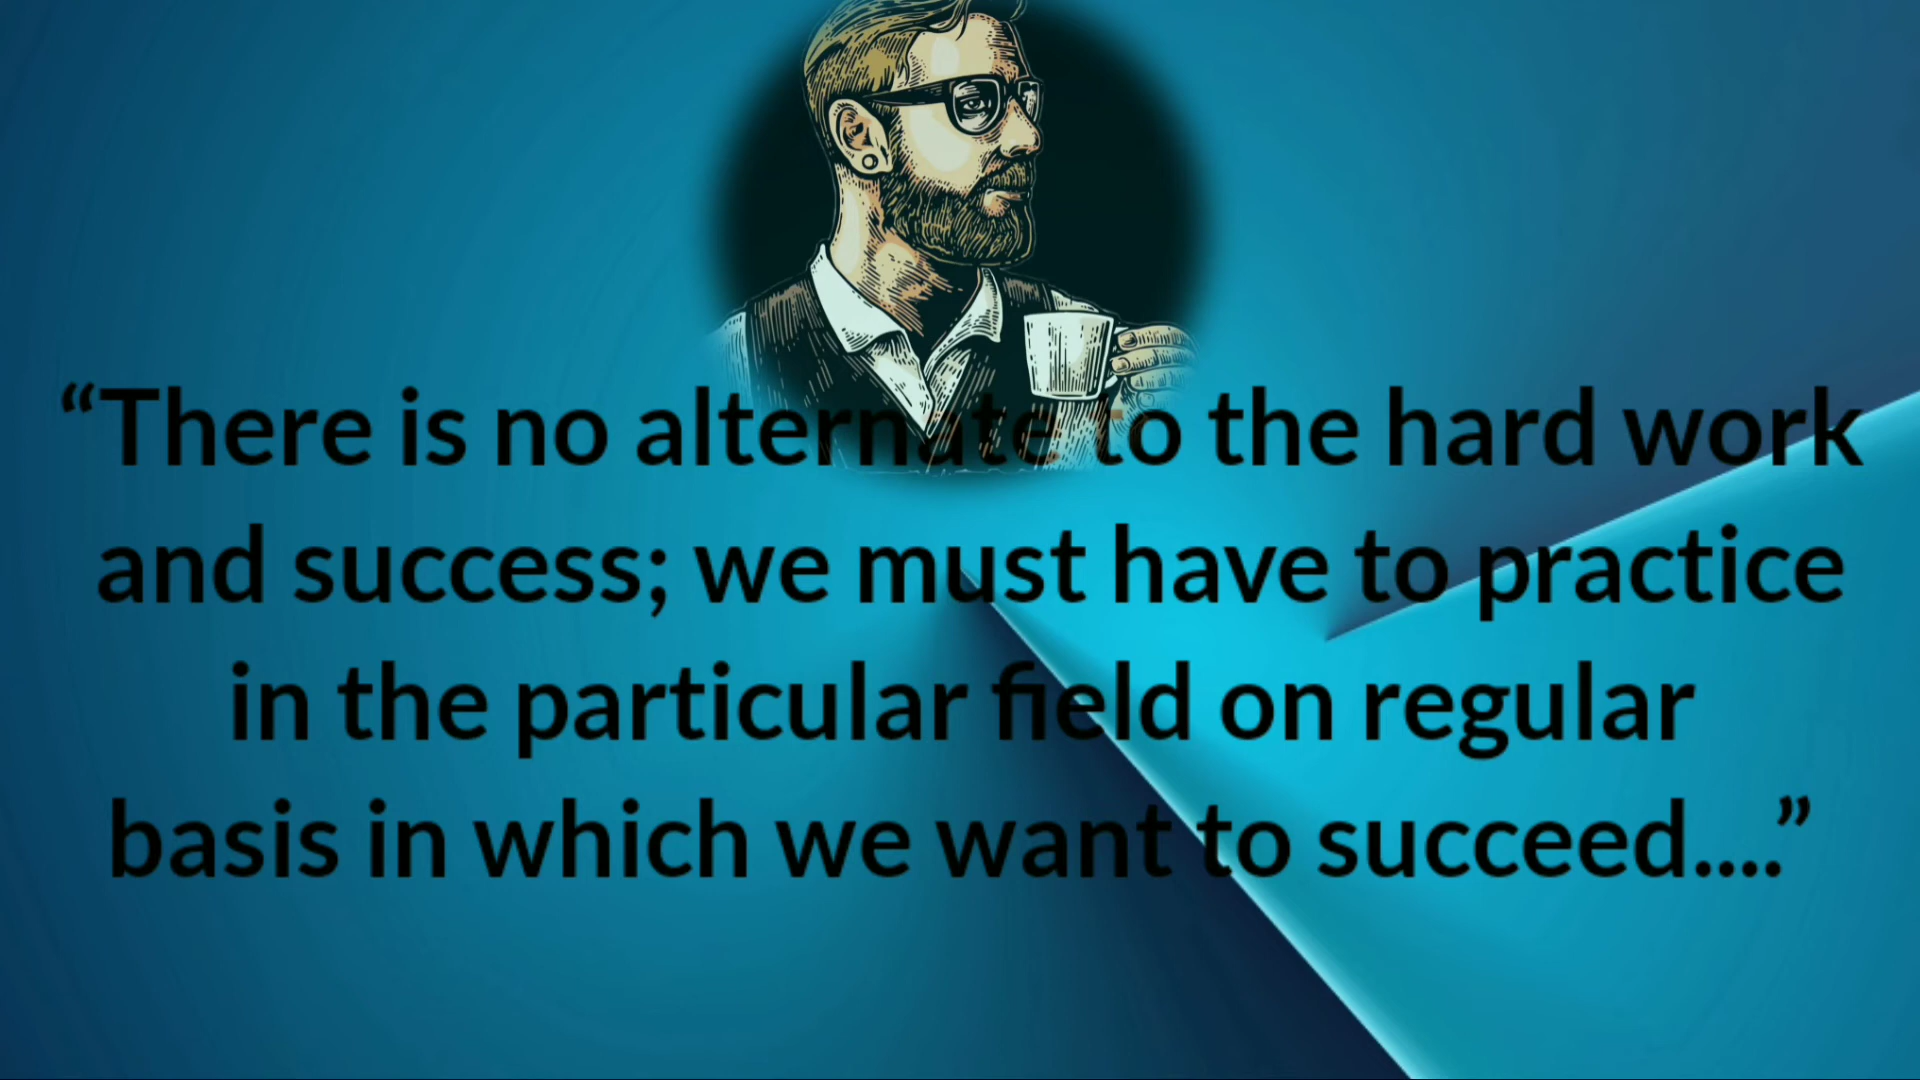 “There is no alternate to the hard work
and success; we must have to practice
in the particular field on regular
basis in which we want to succeed....”